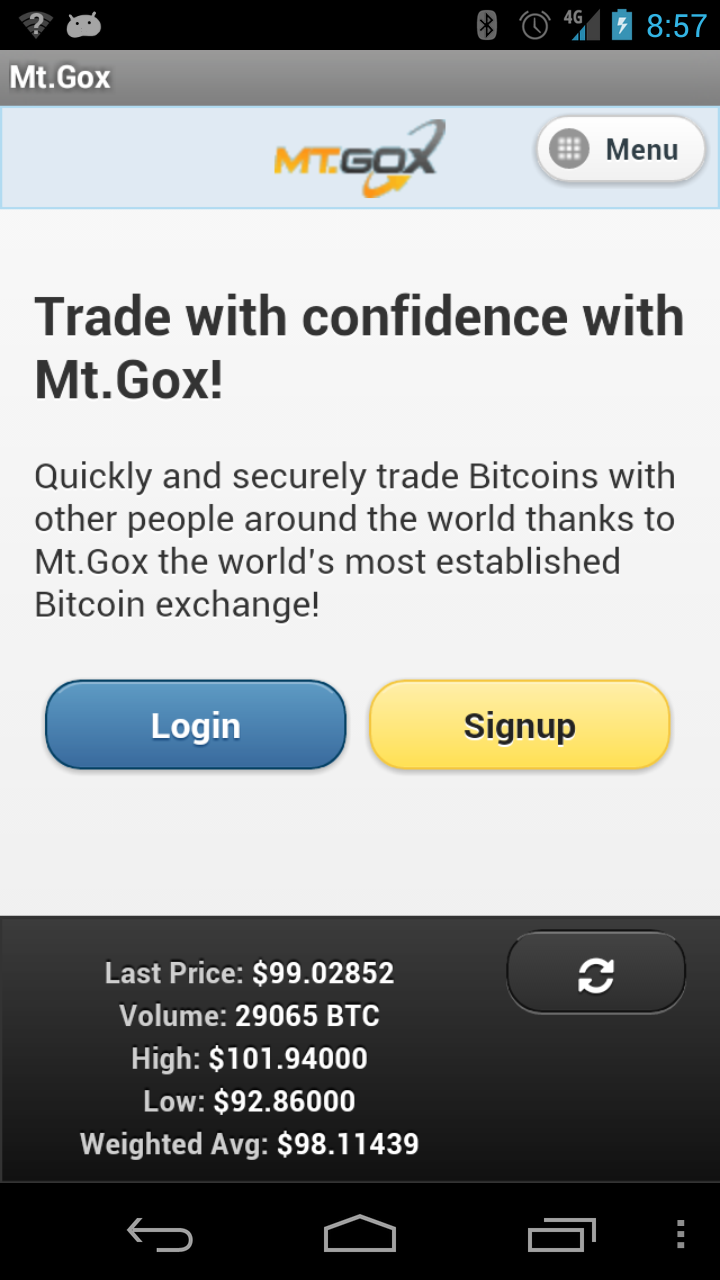 4G 8:57
Mt.Gox
MT.GOX
Menu
Trade with confidence with
Mt.Gox!
Quickly and securely trade Bitcoins with
other people around the world thanks to
Mt.Gox the world's most established
Bitcoin exchange!
Login
Signup
Last Price: $99.02852
Volume: 29065 BTC
High: $101.94000
Low: $92.86000
Weighted Avg: $98.11439